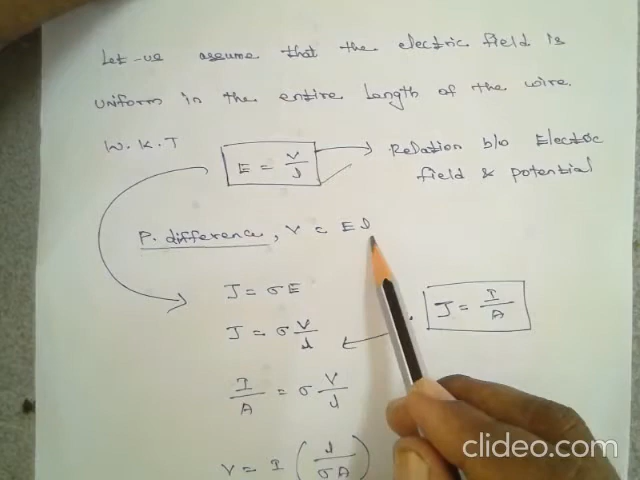 Let-us assume that the electric field is
uniform in the entire length of the wire.
W.K.T
E = V/l → Relation b/o Electric
field & potential
P. difference, V = El
J = σE
J = σ V/l
J = I/A
I/A = σ V/l
V = I (l/σA)
clideo.com